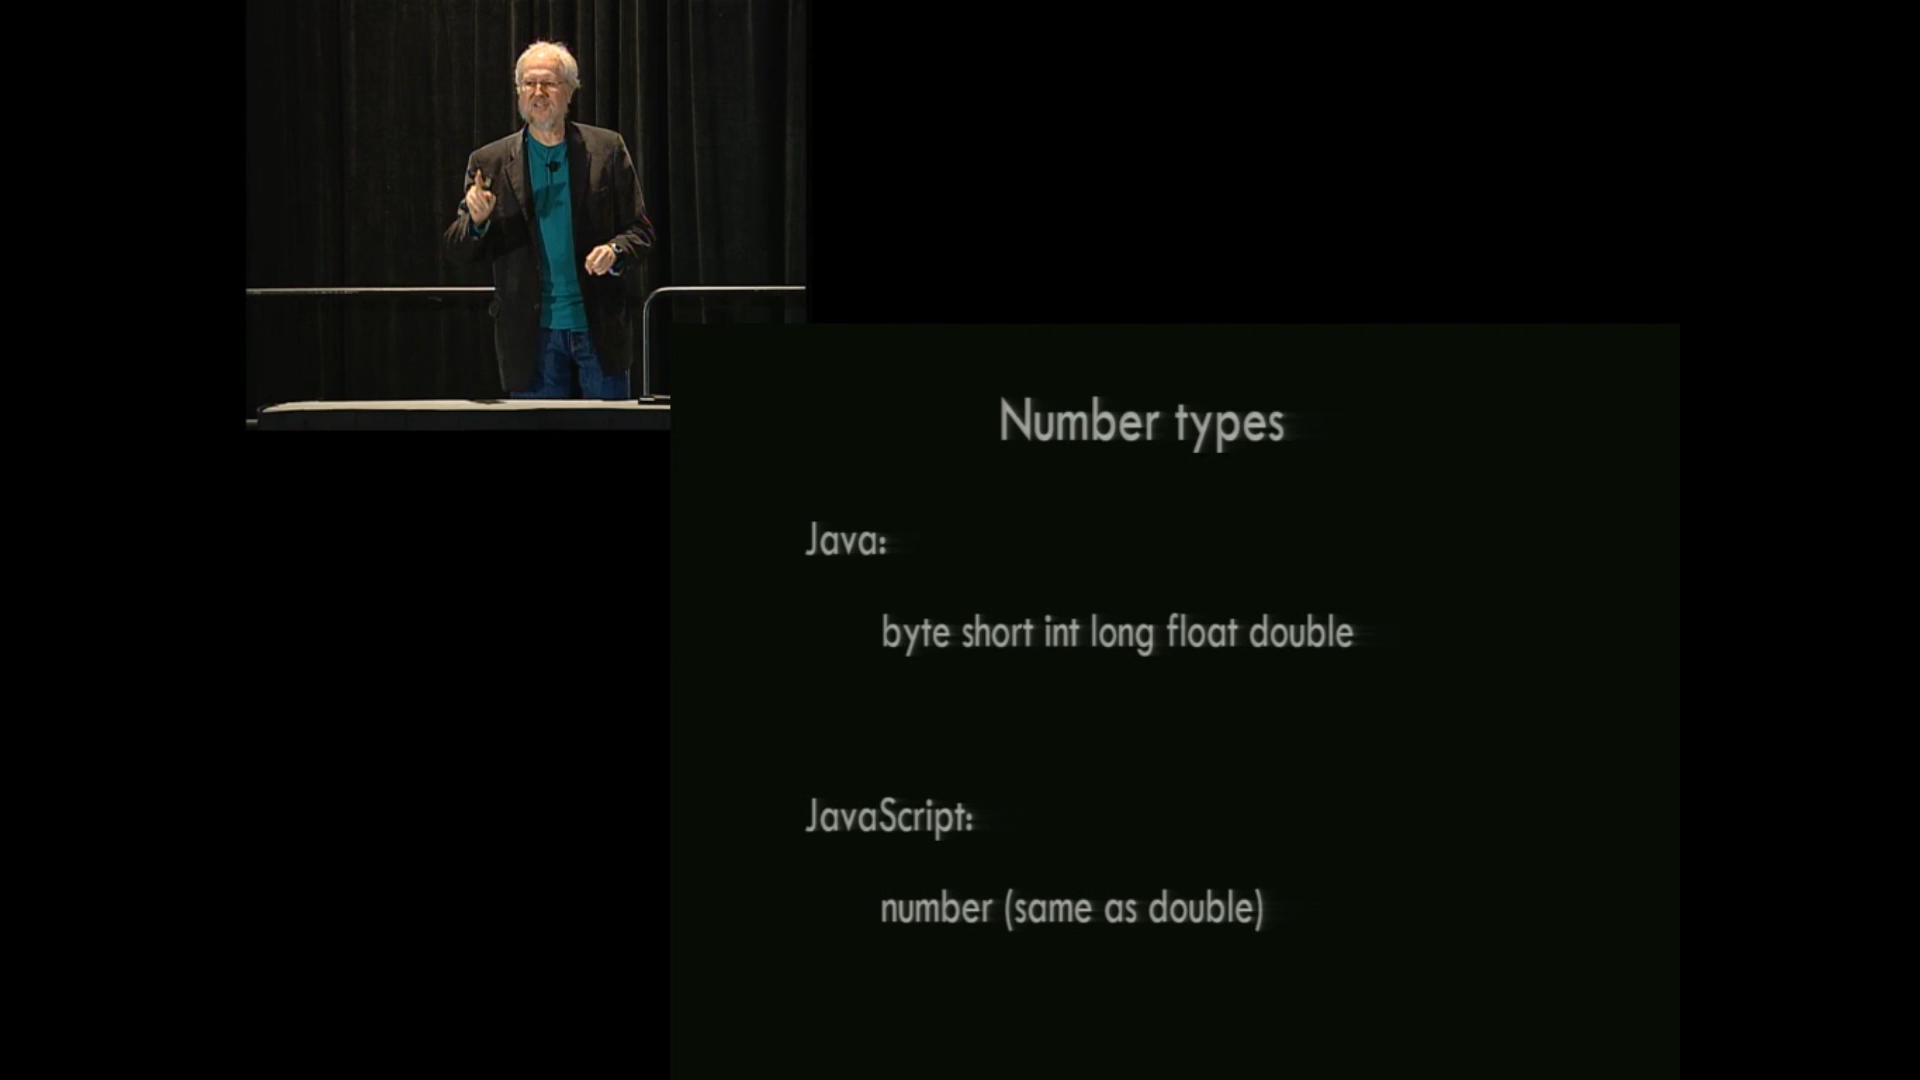 Number types
Java:
byte short int long float double
JavaScript:
number (same as double)